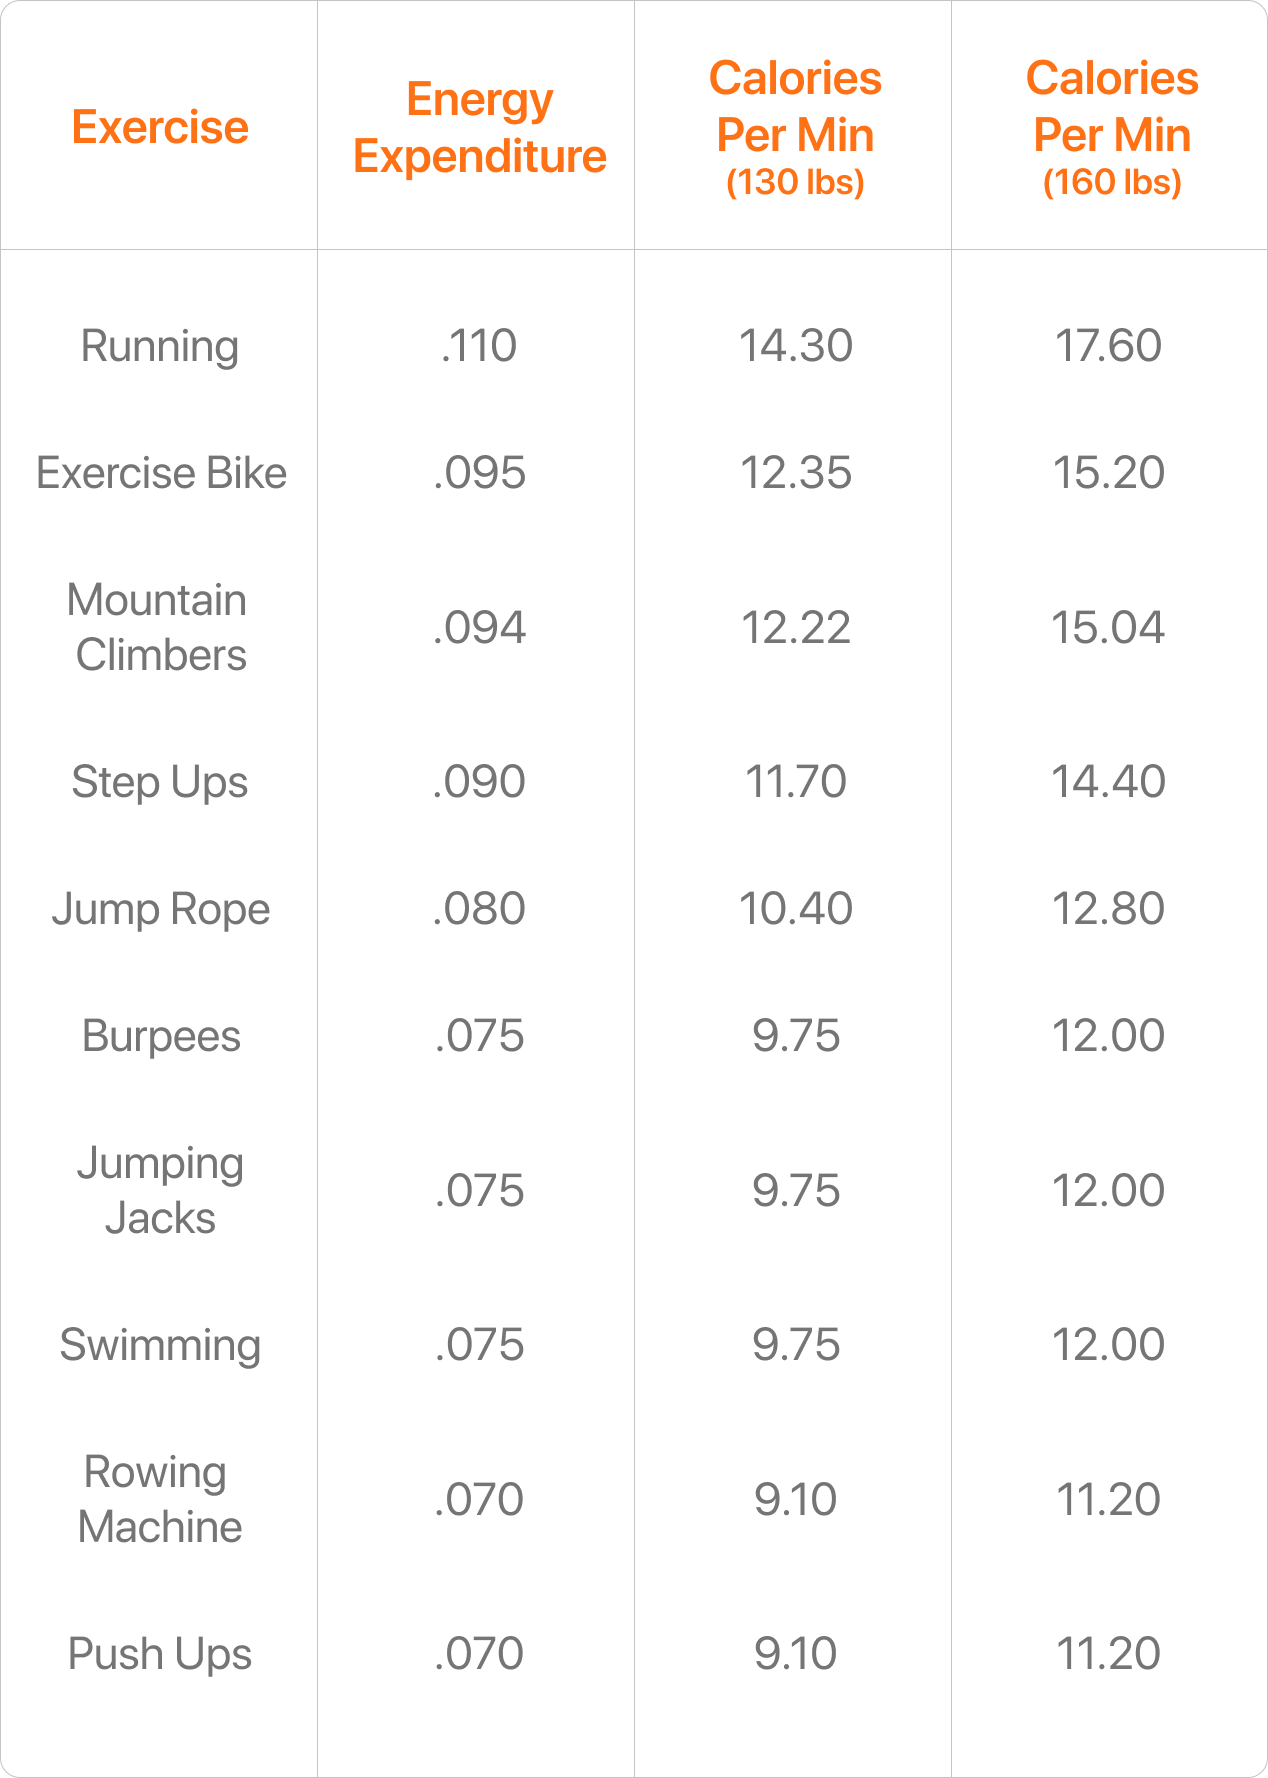 Exercise
Energy
Expenditure
Calories
Per Min
(130 lbs)
Calories
Per Min
(160 lbs)
Running .110 14.30 17.60
Exercise Bike .095 12.35 15.20
Mountain
Climbers .094 12.22 15.04
Step Ups .090 11.70 14.40
Jump Rope .080 10.40 12.80
Burpees .075 9.75 12.00
Jumping
Jacks .075 9.75 12.00
Swimming .075 9.75 12.00
Rowing
Machine .070 9.10 11.20
Push Ups .070 9.10 11.20